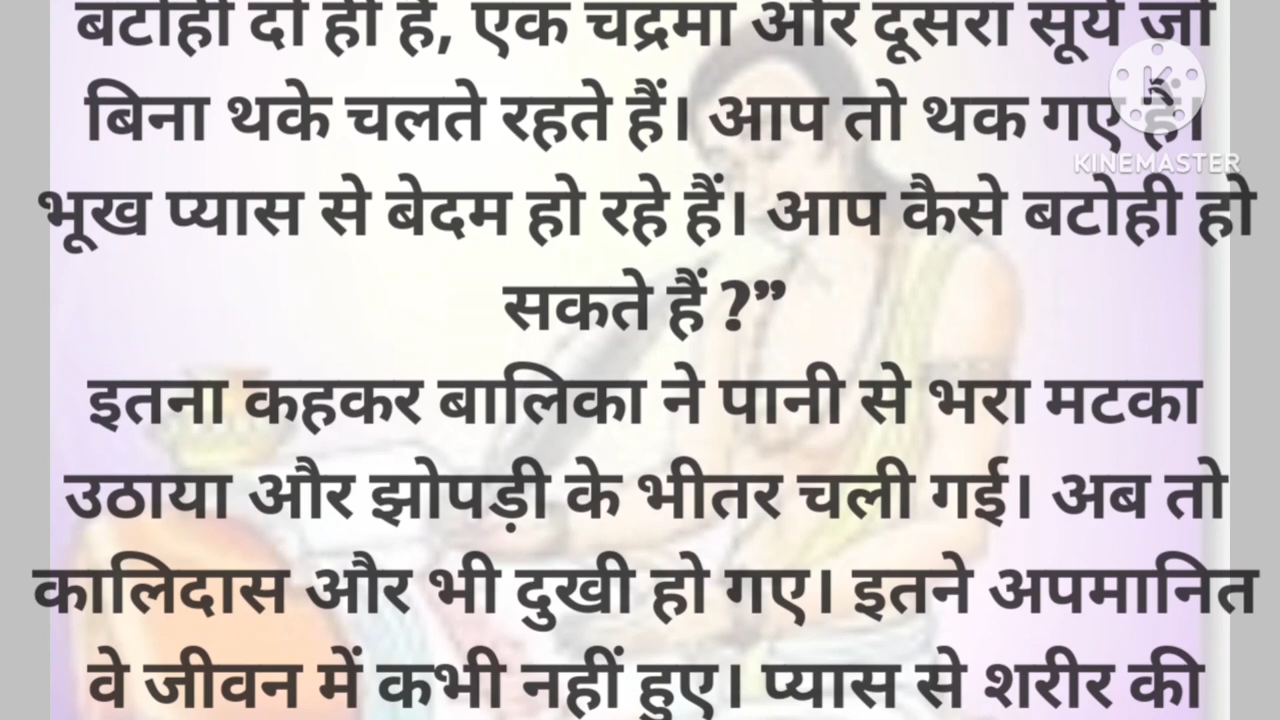 बटोही दो ही हैं, एक चंद्रमा और दूसरा सूर्य जो
बिना थके चलते रहते हैं। आप तो थक गए हैं।
भूख प्यास से बेदम हो रहे हैं। आप कैसे बटोही हो
सकते हैं ?”
इतना कहकर बालिका ने पानी से भरा मटका
उठाया और झोपड़ी के भीतर चली गई। अब तो
कालिदास और भी दुखी हो गए। इतने अपमानित
वे जीवन में कभी नहीं हुए। प्यास से शरीर की
KINEMASTER